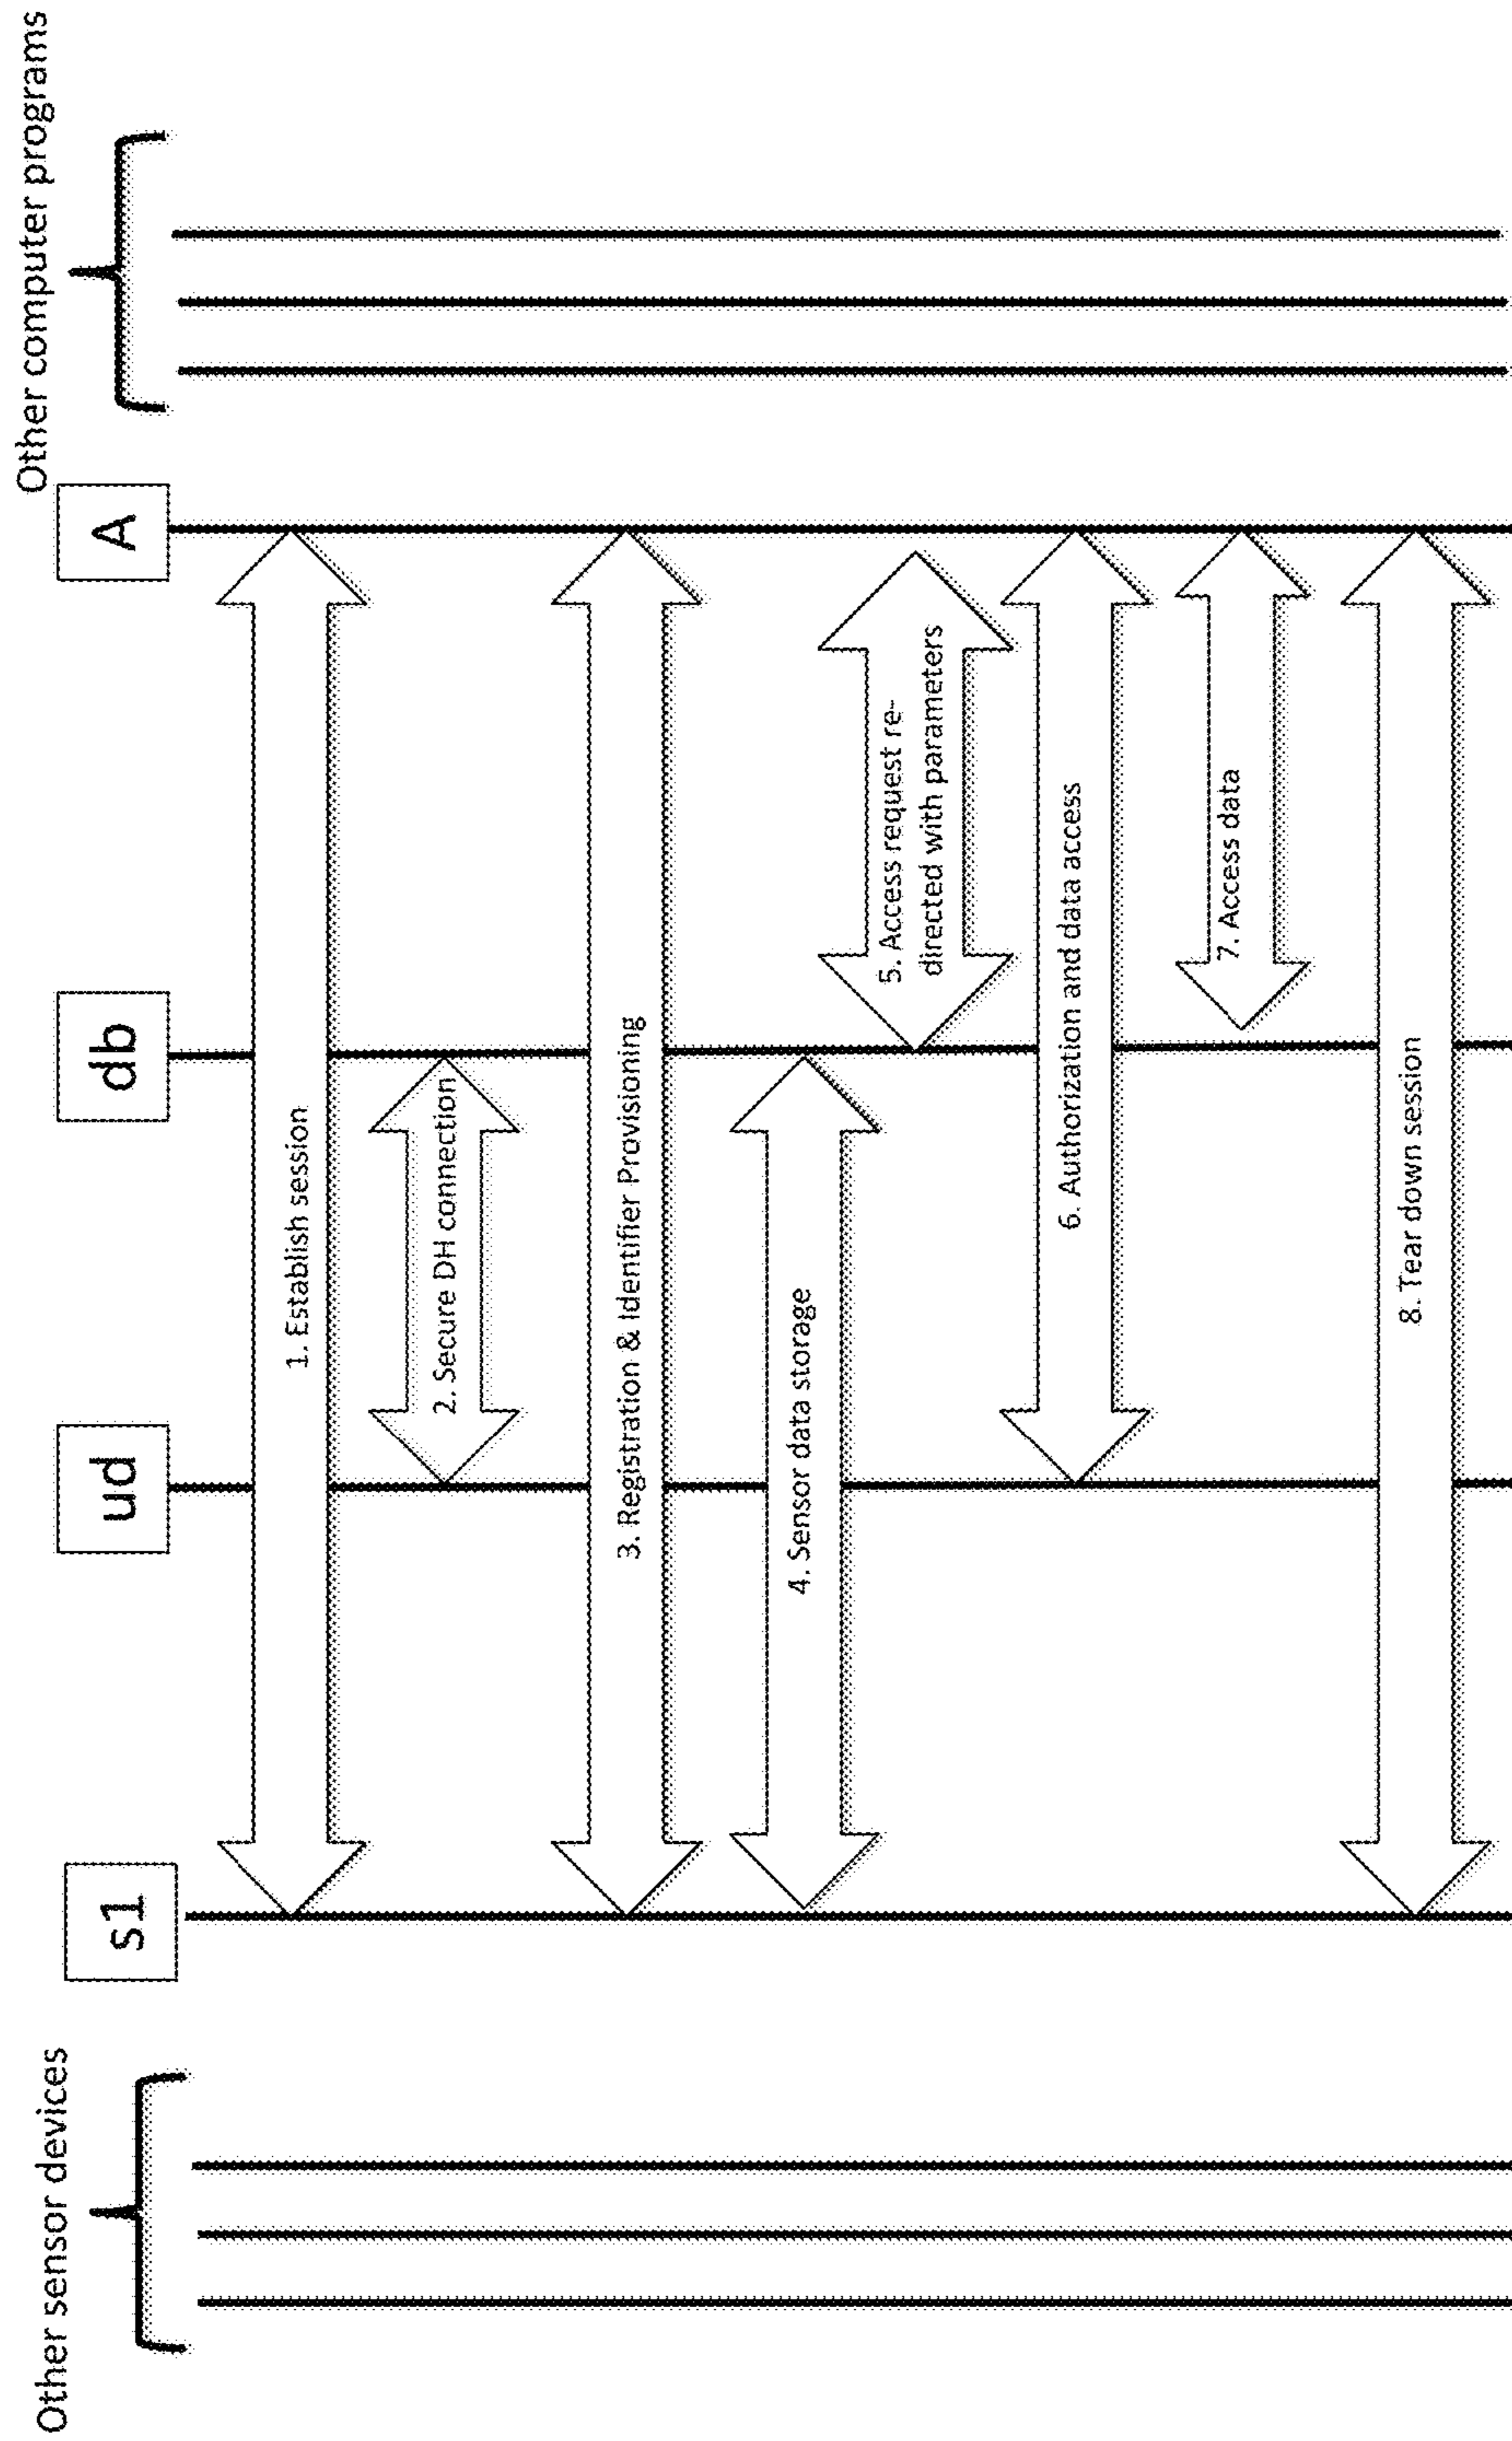 Other sensor devices
s1
ud
db
A
Other computer programs
1. Establish session
2. Secure DH connection
3. Registration & Identifier Provisioning
4. Sensor data storage
5. Access request re-
directed with parameters
6. Authorization and data access
7. Access data
8. Tear down session